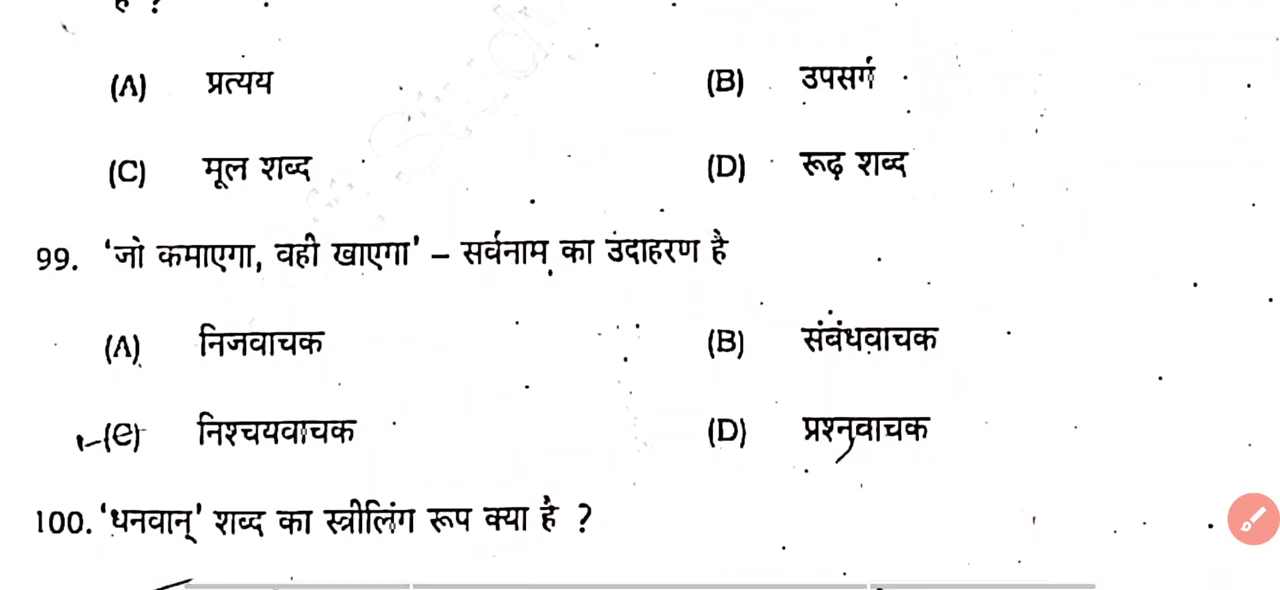 है ?
(A) प्रत्यय (B) उपसर्ग
(C) मूल शब्द (D) रूढ़ शब्द
99. 'जो कमाएगा, वही खाएगा' – सर्वनाम का उदाहरण है
(A) निजवाचक (B) संबंधवाचक
(C) निश्चयवाचक (D) प्रश्नवाचक
100. 'धनवान्' शब्द का स्त्रीलिंग रूप क्या है ?